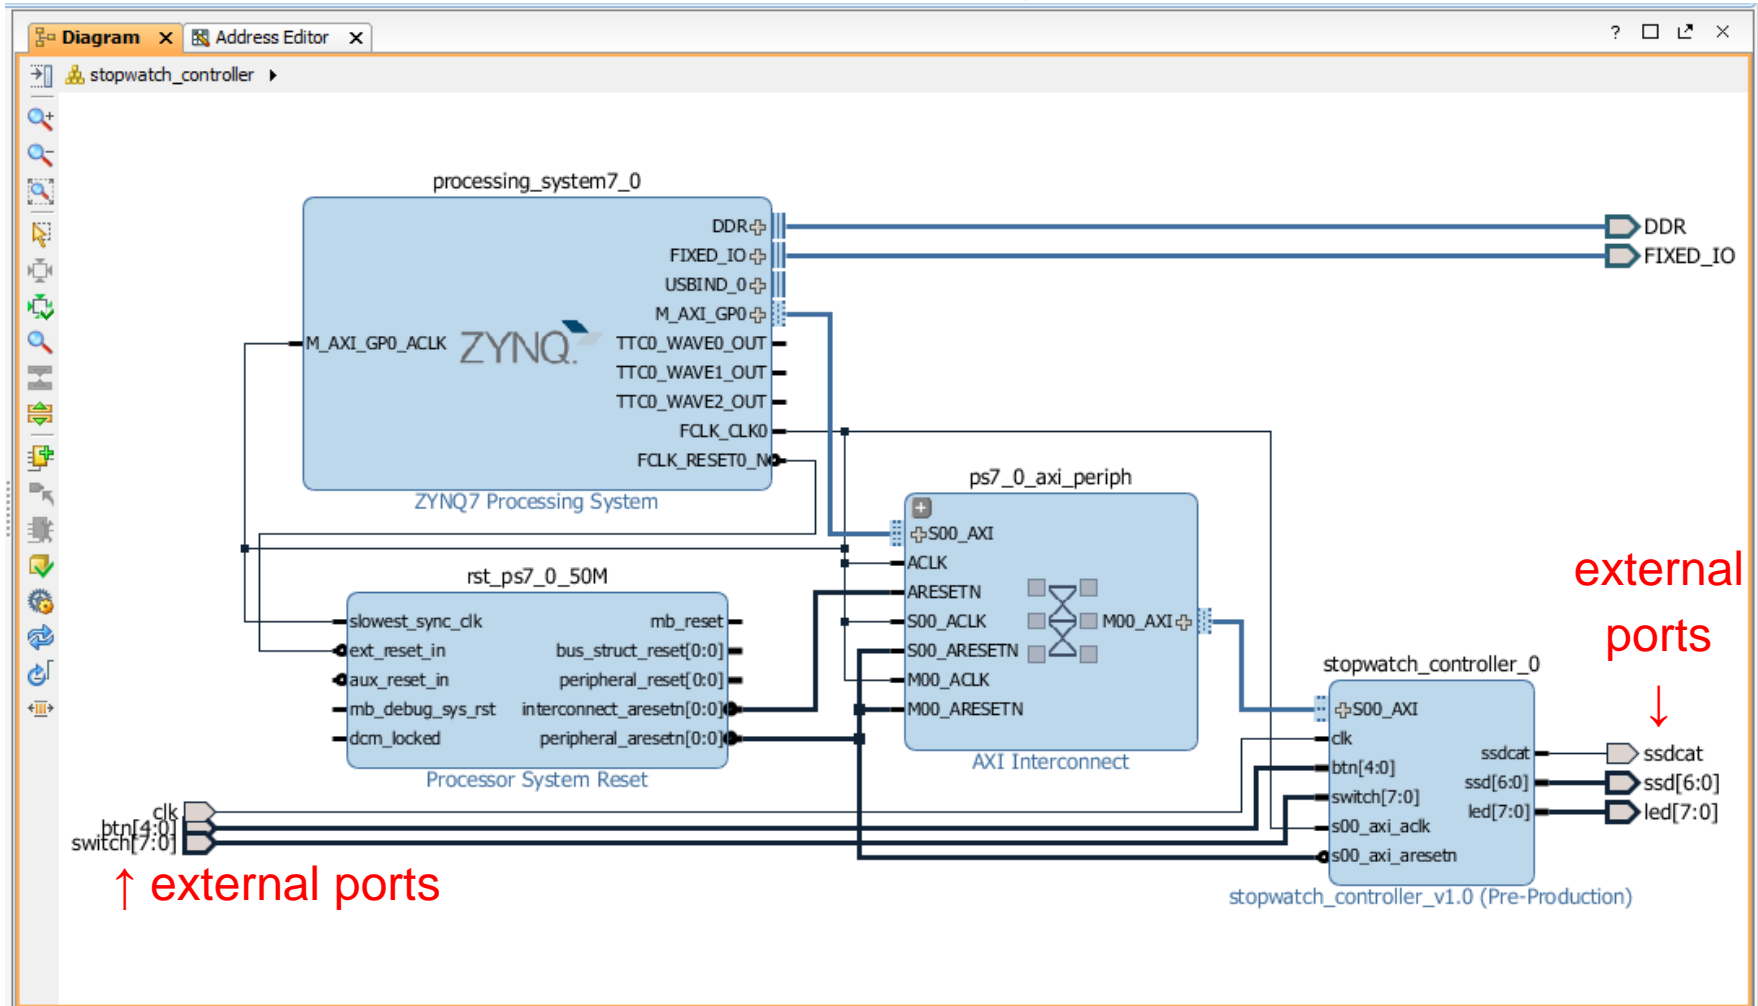 Diagram
Address Editor
?
stopwatch_controller
processing_system7_0
DDR
FIXED_IO
USBIND_0
M_AXI_GP0
M_AXI_GP0_ACLK
ZYNQ.
TTC0_WAVE0_OUT
TTC0_WAVE1_OUT
TTC0_WAVE2_OUT
FCLK_CLK0
FCLK_RESET0_N
ZYNQ7 Processing System
DDR
FIXED_IO
ps7_0_axi_periph
S00_AXI
ACLK
ARESETN
S00_ACLK
S00_ARESETN
M00_ACLK
M00_ARESETN
M00_AXI
AXI Interconnect
rst_ps7_0_50M
slowest_sync_clk
ext_reset_in
aux_reset_in
mb_debug_sys_rst
dcm_locked
mb_reset
bus_struct_reset[0:0]
peripheral_reset[0:0]
interconnect_aresetn[0:0]
peripheral_aresetn[0:0]
Processor System Reset
external
ports
↓
stopwatch_controller_0
S00_AXI
clk
btn[4:0]
switch[7:0]
s00_axi_aclk
s00_axi_aresetn
ssdcat
ssd[6:0]
led[7:0]
stopwatch_controller_v1.0 (Pre-Production)
ssdcat
ssd[6:0]
led[7:0]
clk
btn[4:0]
switch[7:0]
↑ external ports